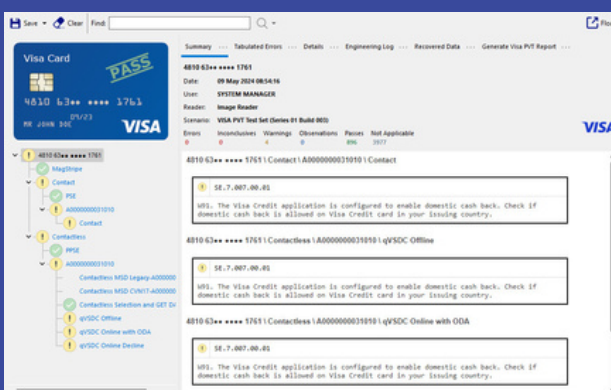 Save Clear Find:
Summary Tabulated Errors Details Engineering Log Recovered Data Generate Visa PVT Report
Visa Card
PASS
4810 63** **** 1761
09/23
MR JOHN DOE
VISA
4810 63** **** 1761
MagStripe
Contact
PSE
A0000000031010
Contact
Contactless
PPSE
A0000000031010
Contactless MSD Legacy-A000000
Contactless MSD CVN17-A000000
Contactless Selection and GET DA
qVSDC Offline
qVSDC Online with ODA
qVSDC Online Decline
4810 63** **** 1761
Date: 09 May 2024 08:54:16
User: SYSTEM MANAGER
Reader: Image Reader
Scenario: VISA PVT Test Set (Series 01 Build 003)
VISA
Errors Inconclusives Warnings Observations Passes Not Applicable
0 0 4 0 896 3977
4810 63** **** 1761 \ Contact \ A0000000031010 \ Contact
SE.7.007.00.01
W01. The Visa Credit application is configured to enable domestic cash back. Check if
domestic cash back is allowed on Visa Credit card in your issuing country.
4810 63** **** 1761 \ Contactless \ A0000000031010 \ qVSDC Offline
SE.7.007.00.01
W01. The Visa Credit application is configured to enable domestic cash back. Check if
domestic cash back is allowed on Visa Credit card in your issuing country.
4810 63** **** 1761 \ Contactless \ A0000000031010 \ qVSDC Online with ODA
SE.7.007.00.01
W01. The Visa Credit application is configured to enable domestic cash back. Check if
domestic cash back is allowed on Visa Credit card in your issuing country.